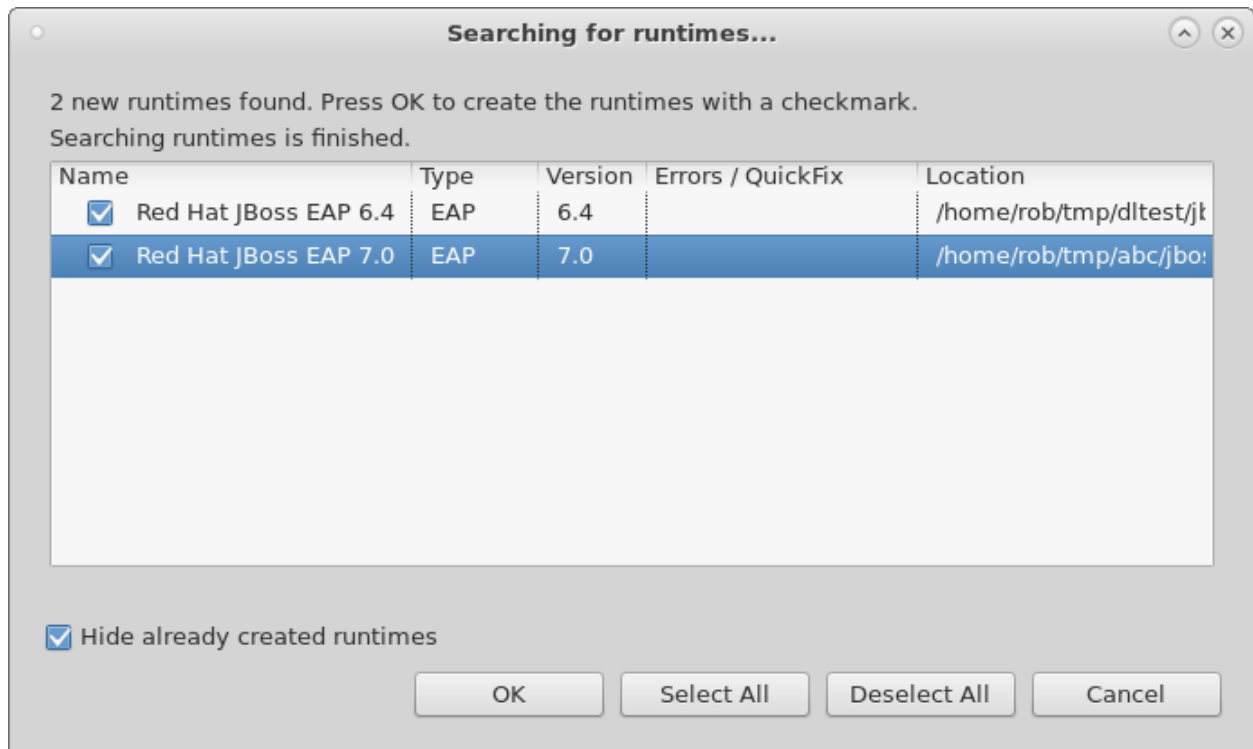 Searching for runtimes...
2 new runtimes found. Press OK to create the runtimes with a checkmark.
Searching runtimes is finished.
Name Type Version Errors / QuickFix Location
Red Hat JBoss EAP 6.4 EAP 6.4 /home/rob/tmp/dltest/jb
Red Hat JBoss EAP 7.0 EAP 7.0 /home/rob/tmp/abc/jbos
Hide already created runtimes
OK Select All Deselect All Cancel